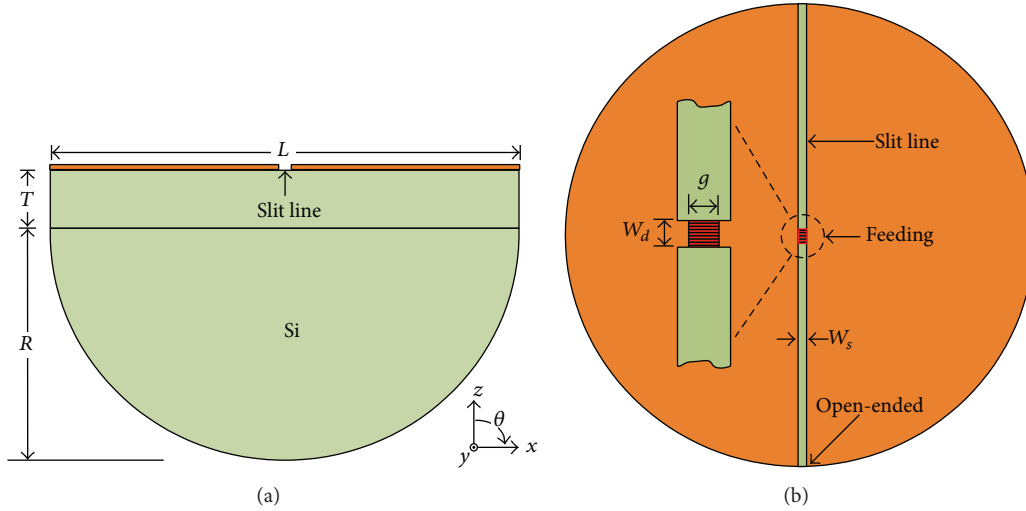 L
T
Slit line
R
Si
z
θ
x
y
(a)
Slit line
g
W_d
Feeding
W_s
Open-ended
(b)